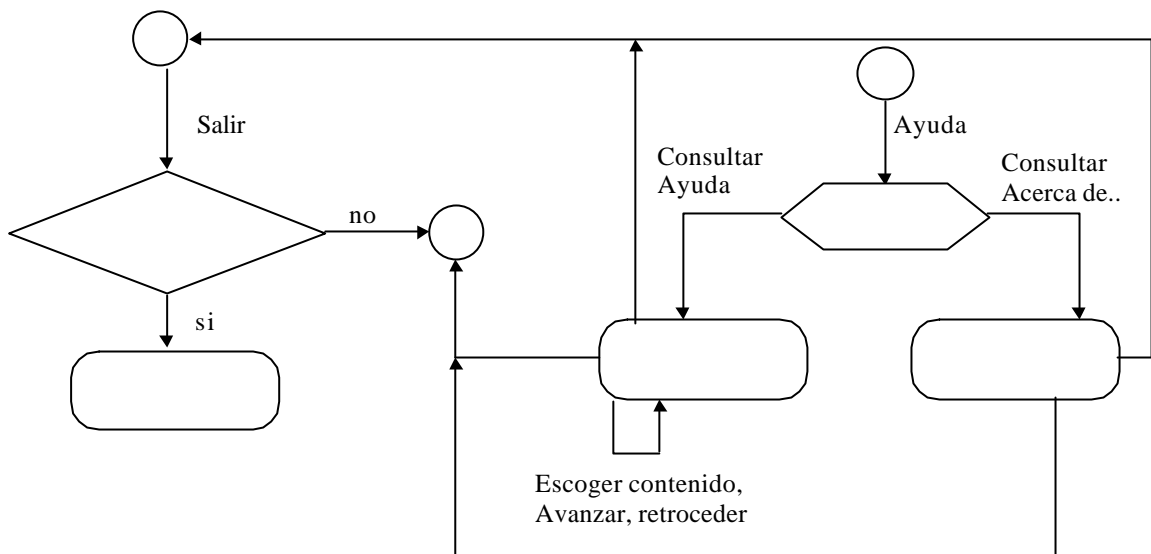 Salir
Ayuda
Consultar
Ayuda
Consultar
Acerca de..
no
si
Escoger contenido,
Avanzar, retroceder